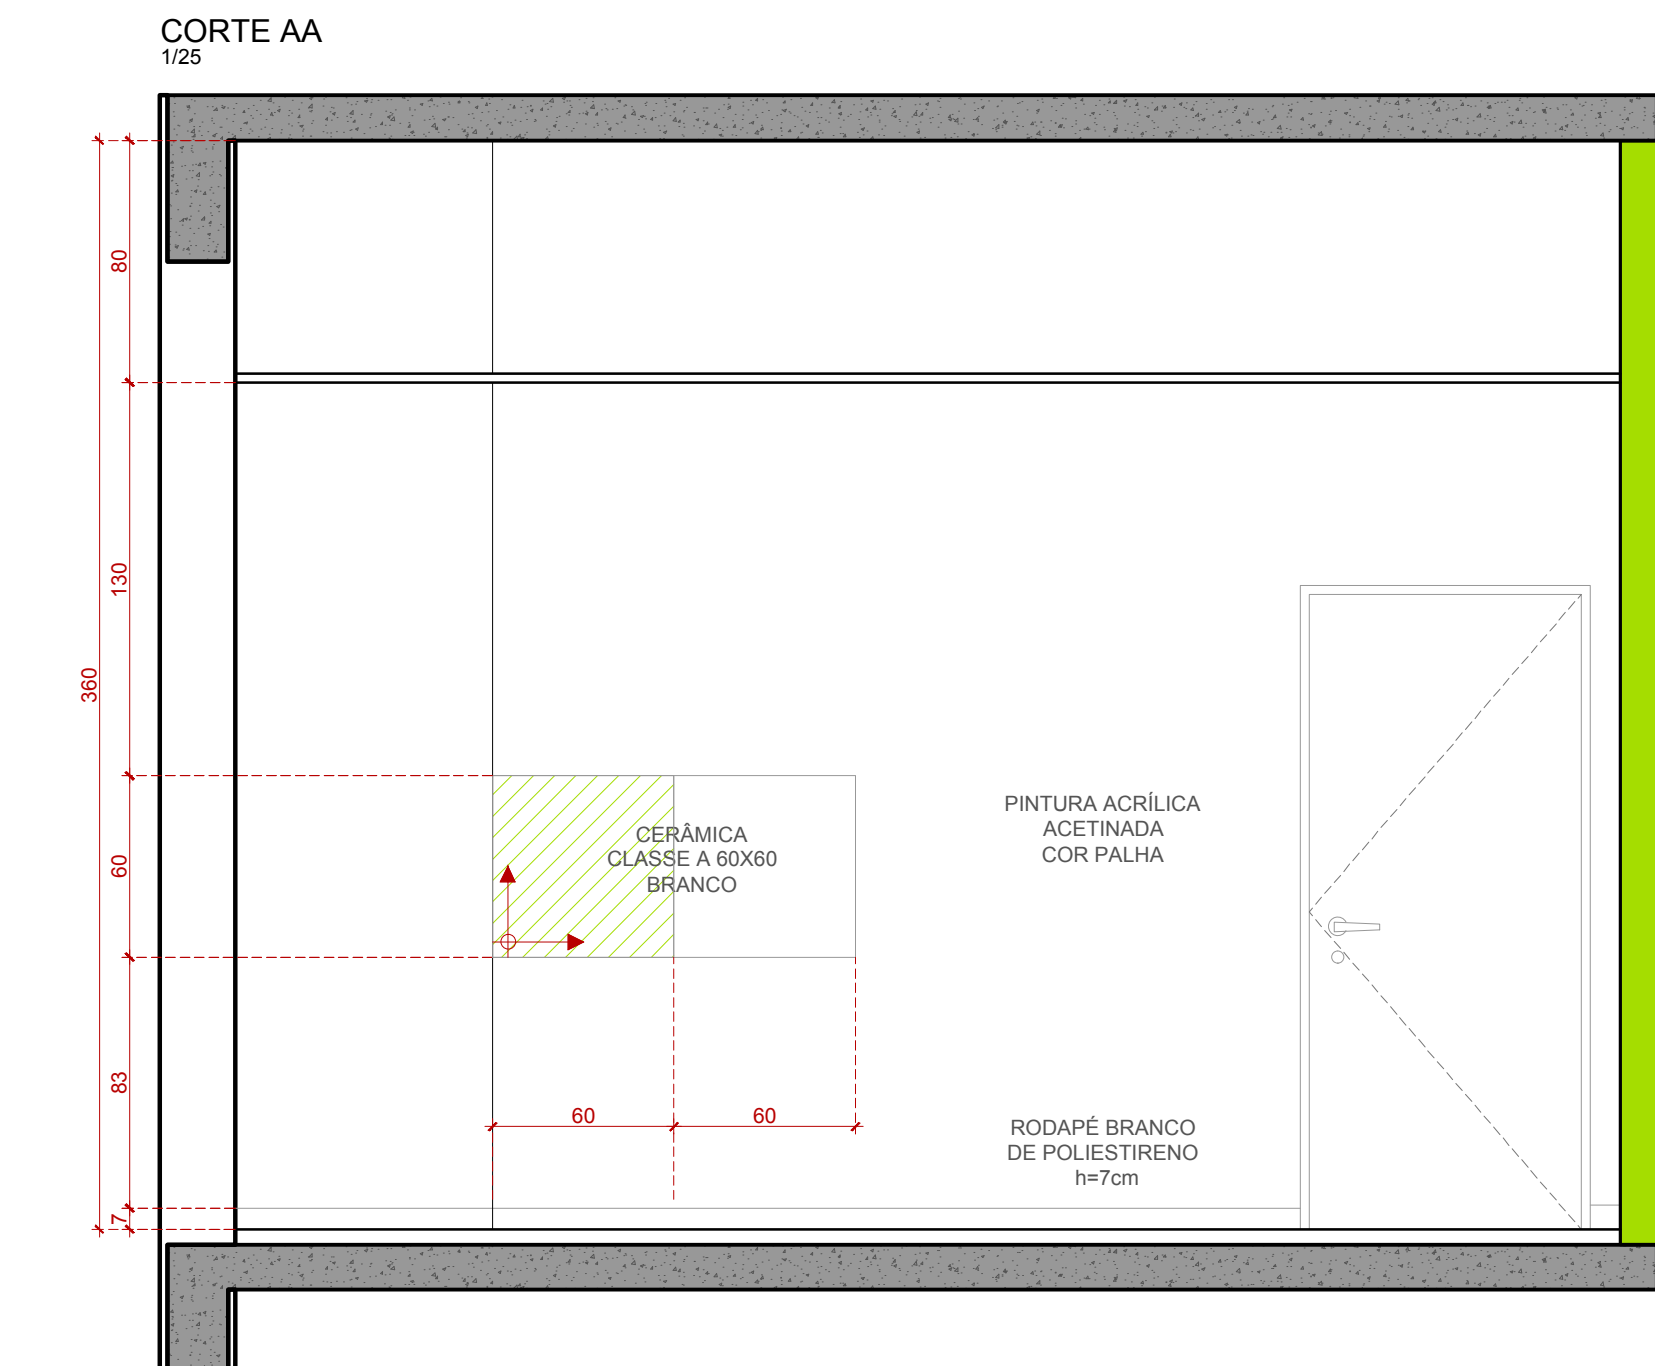 CORTE AA
1/25
80
130
360
60
83
7
CERÂMICA
CLASSE A 60X60
BRANCO
PINTURA ACRÍLICA
ACETINADA
COR PALHA
60
60
RODAPÉ BRANCO
DE POLIESTIRENO
h=7cm